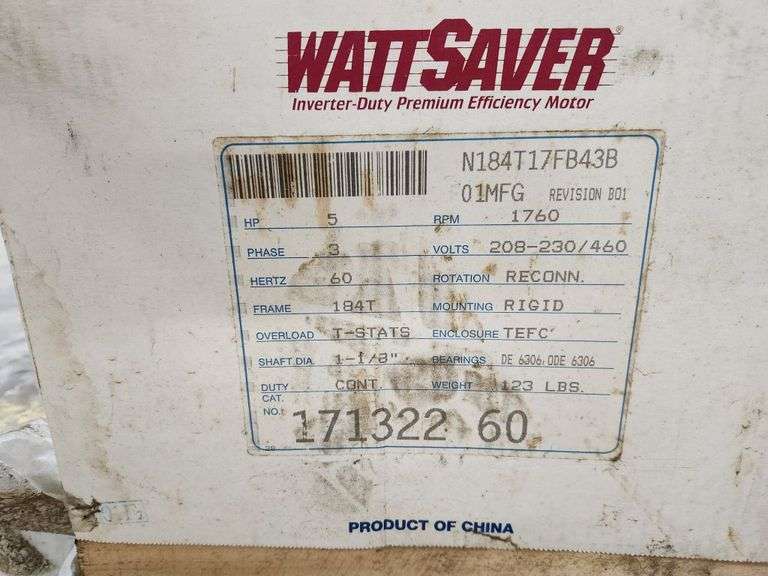 WATTSAVER®
Inverter-Duty Premium Efficiency Motor
N184T17FB43B
01MFG REVISION B01
HP 5 RPM 1760
PHASE 3 VOLTS 208-230/460
HERTZ 60 ROTATION RECONN.
FRAME 184T MOUNTING RIGID
OVERLOAD T-STATS ENCLOSURE TEFC
SHAFT.DIA. 1-1/8" BEARINGS DE 6306,ODE 6306
DUTY CONT. WEIGHT 123 LBS.
CAT.
NO. 171322 60
PRODUCT OF CHINA